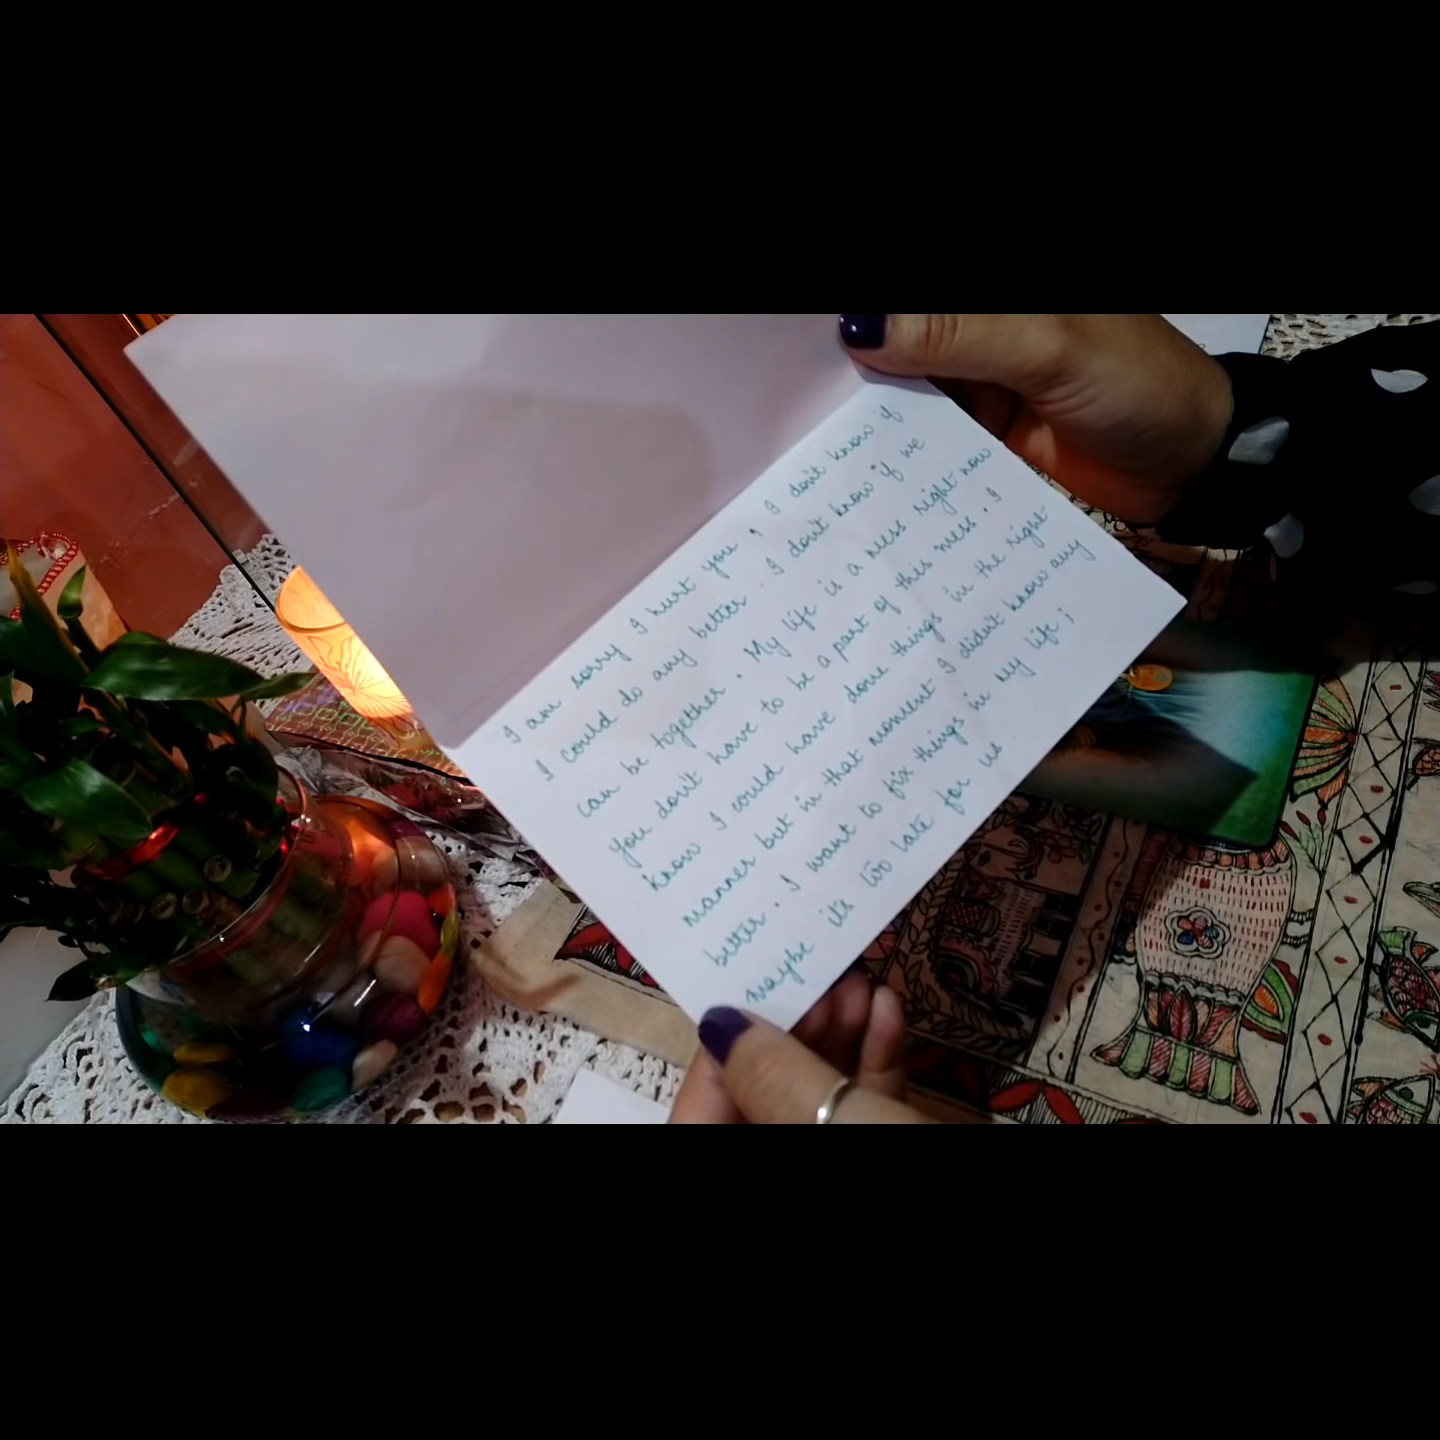 I am sorry I hurt you, I don't know if
I could do any better. I don't know if we
can be together. My life is a mess right now
you don't have to be a part of this mess. I
know I could have done things in the right
manner but in that moment I didn't know any
better. I want to fix things in my life;
maybe its too late for us.